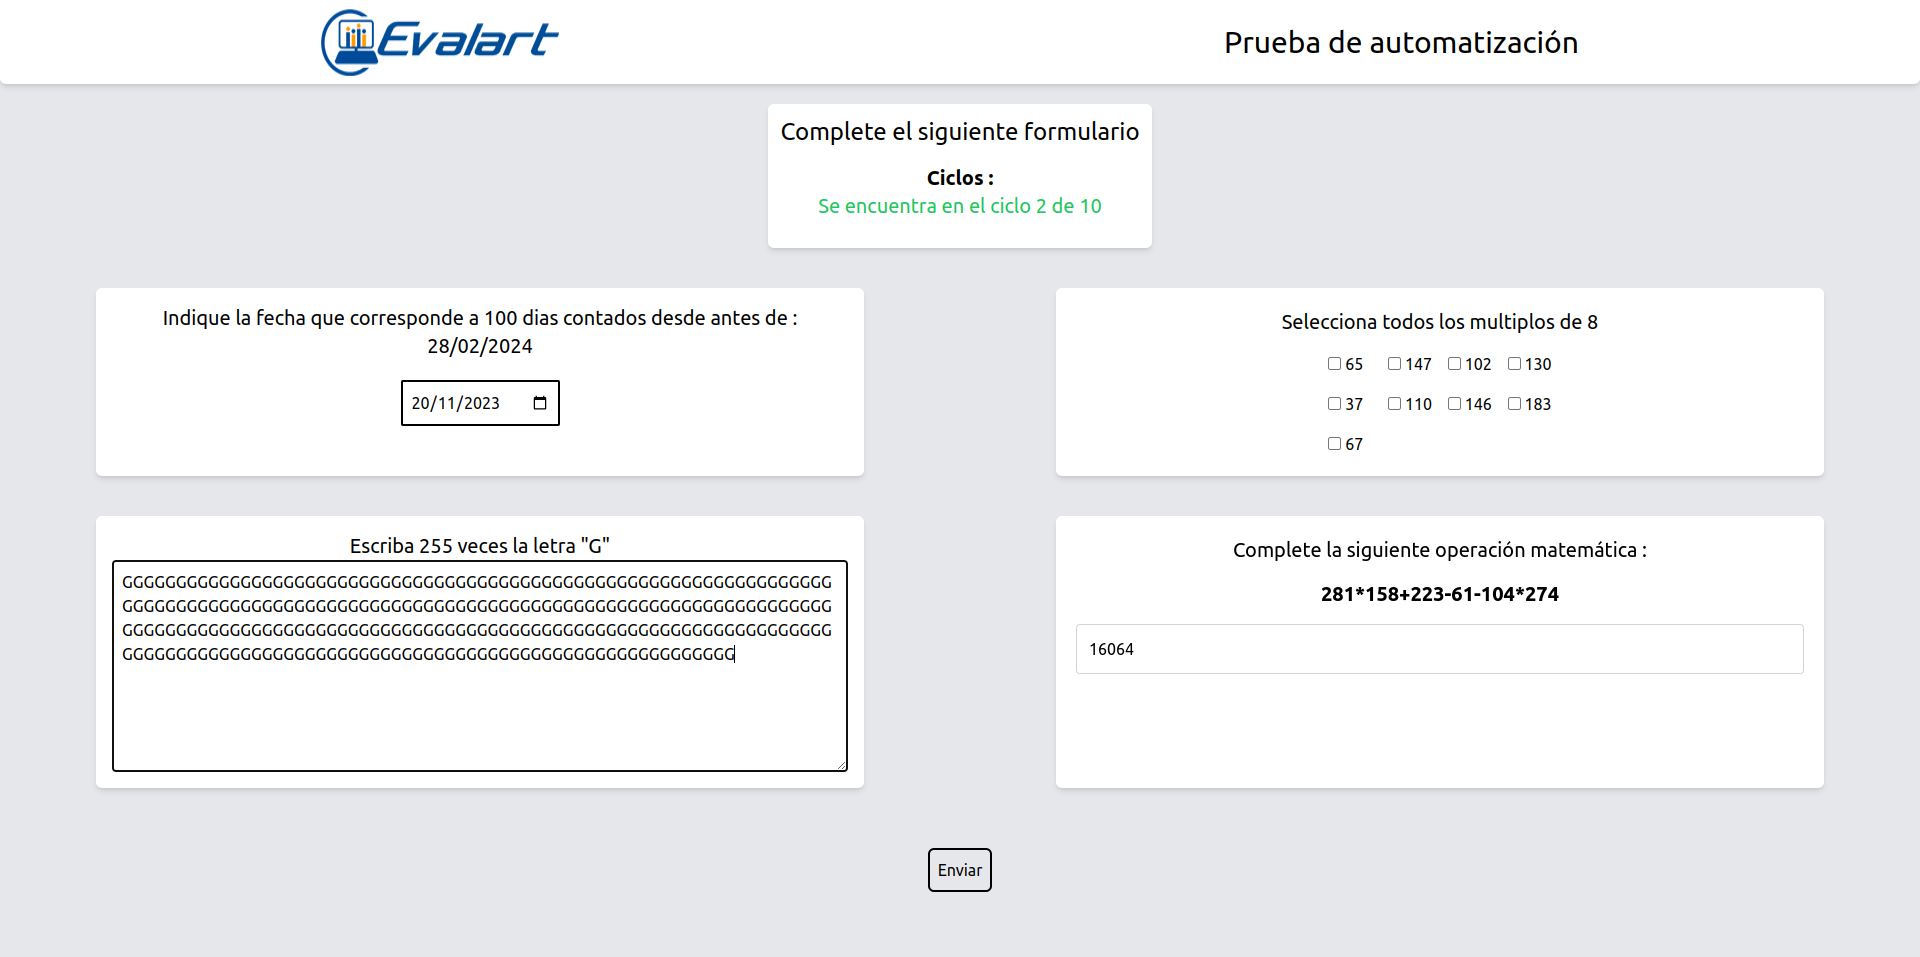 Evalart
Prueba de automatización
Complete el siguiente formulario
Ciclos :
Se encuentra en el ciclo 2 de 10
Indique la fecha que corresponde a 100 dias contados desde antes de :
28/02/2024
20/11/2023
Selecciona todos los multiplos de 8
65 147 102 130
37 110 146 183
67
Escriba 255 veces la letra "G"
GGGGGGGGGGGGGGGGGGGGGGGGGGGGGGGGGGGGGGGGGGGGGGGGGGGGGGGGGGGGGGGGGG
GGGGGGGGGGGGGGGGGGGGGGGGGGGGGGGGGGGGGGGGGGGGGGGGGGGGGGGGGGGGGGGGGG
GGGGGGGGGGGGGGGGGGGGGGGGGGGGGGGGGGGGGGGGGGGGGGGGGGGGGGGGGGGGGGGGGG
GGGGGGGGGGGGGGGGGGGGGGGGGGGGGGGGGGGGGGGGGGGGGGGGGGGGGGGGG
Complete la siguiente operación matemática :
281*158+223-61-104*274
16064
Enviar